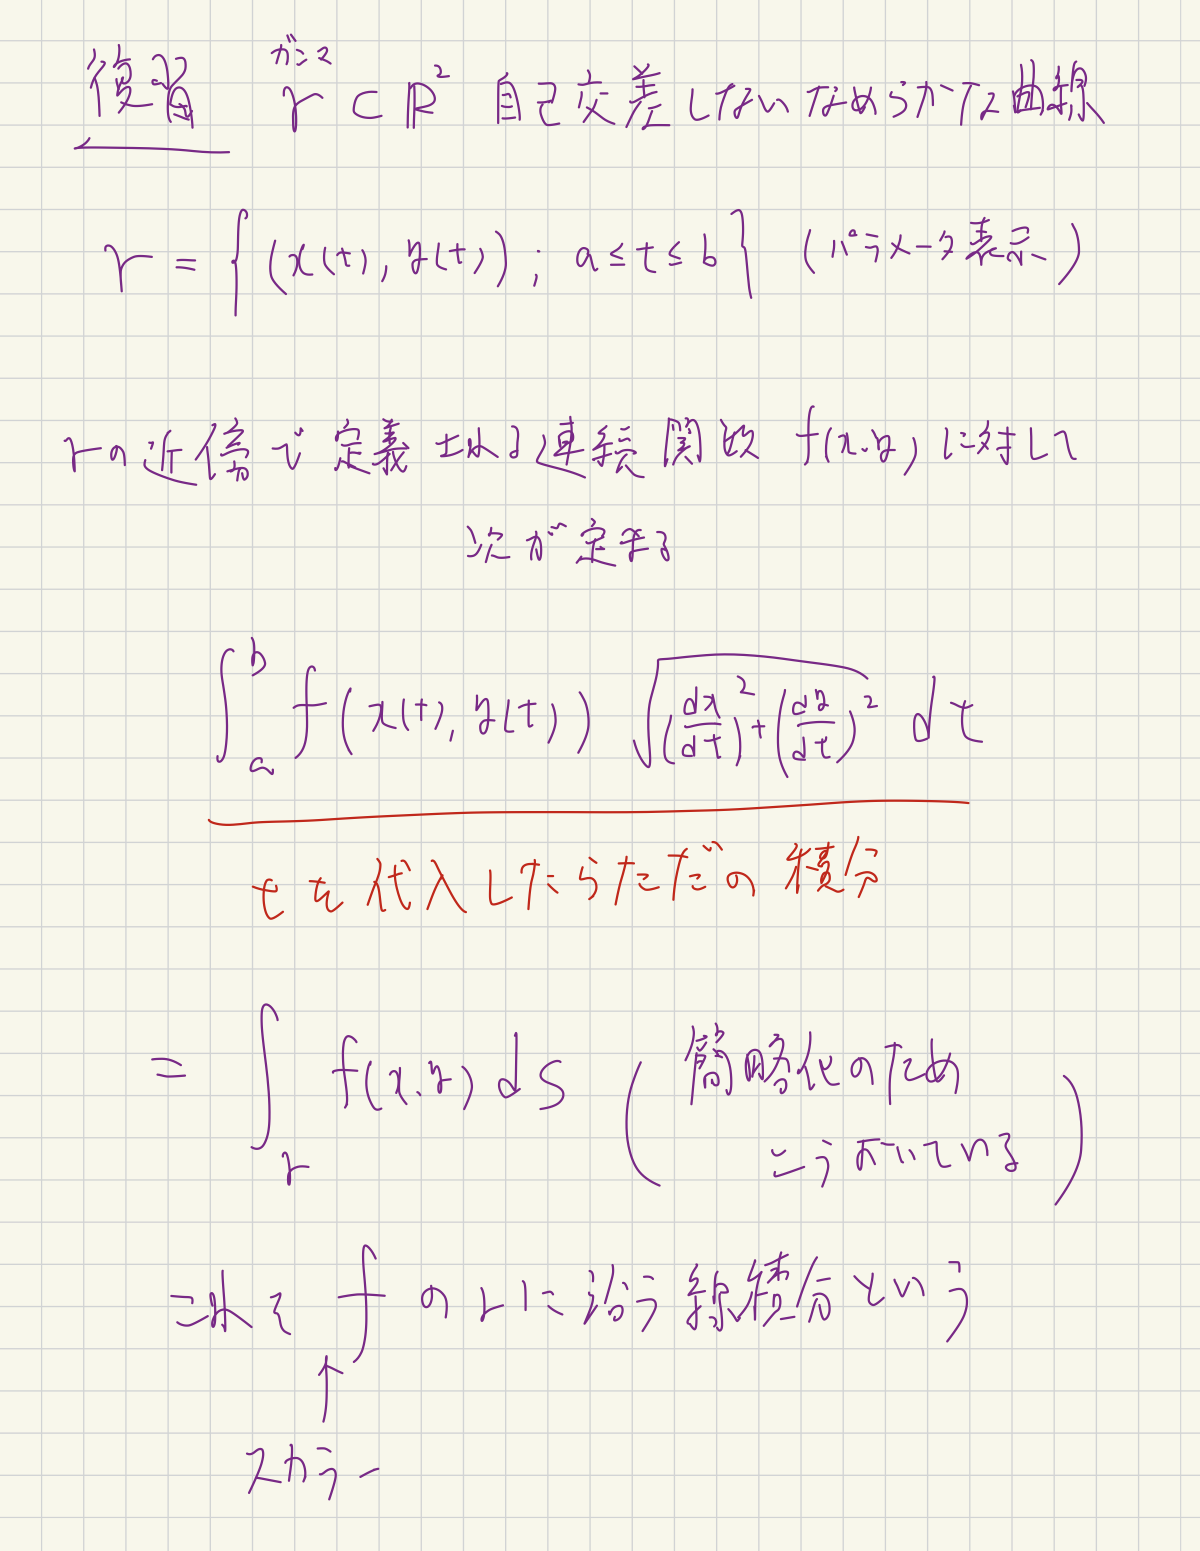 復習 γ ⊂ ℝ² 自己交差しないなめらかな曲線
ガンマ
γ = { (x(t), y(t)) ; a ≤ t ≤ b } (パラメータ表示)
γの近傍で定義される連続関数 f(x,y) に対して
次が定まる
∫_a^b f(x(t), y(t)) √((dx/dt)² + (dy/dt)²) dt
tを代入したらただの積分
= ∫_γ f(x,y) ds (簡略化のため
こうおいている)
これを f のγに沿う線積分という
↑
スカラー